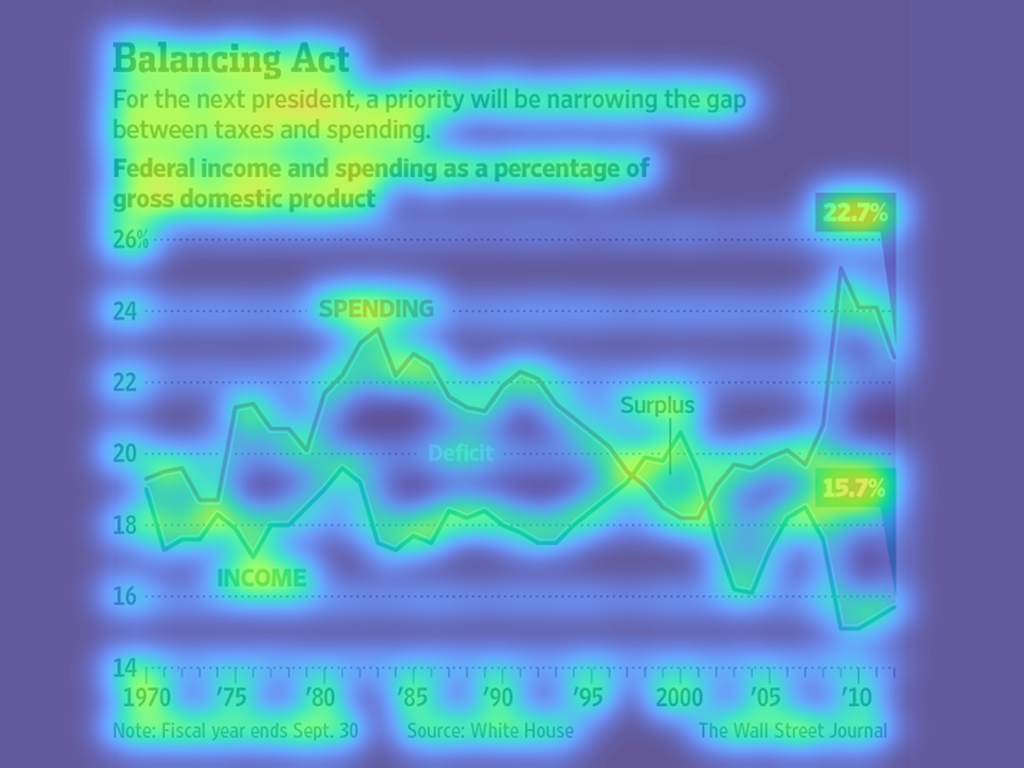 Balancing Act
For the next president, a priority will be narrowing the gap
between taxes and spending.
Federal income and spending as a percentage of
gross domestic product
22.7%
26%
24
SPENDING
22
Surplus
20
Deficit
15.7%
18
INCOME
16
14
1970 '75 '80 '85 '90 '95 2000 '05 '10
Note: Fiscal year ends Sept. 30 Source: White House The Wall Street Journal